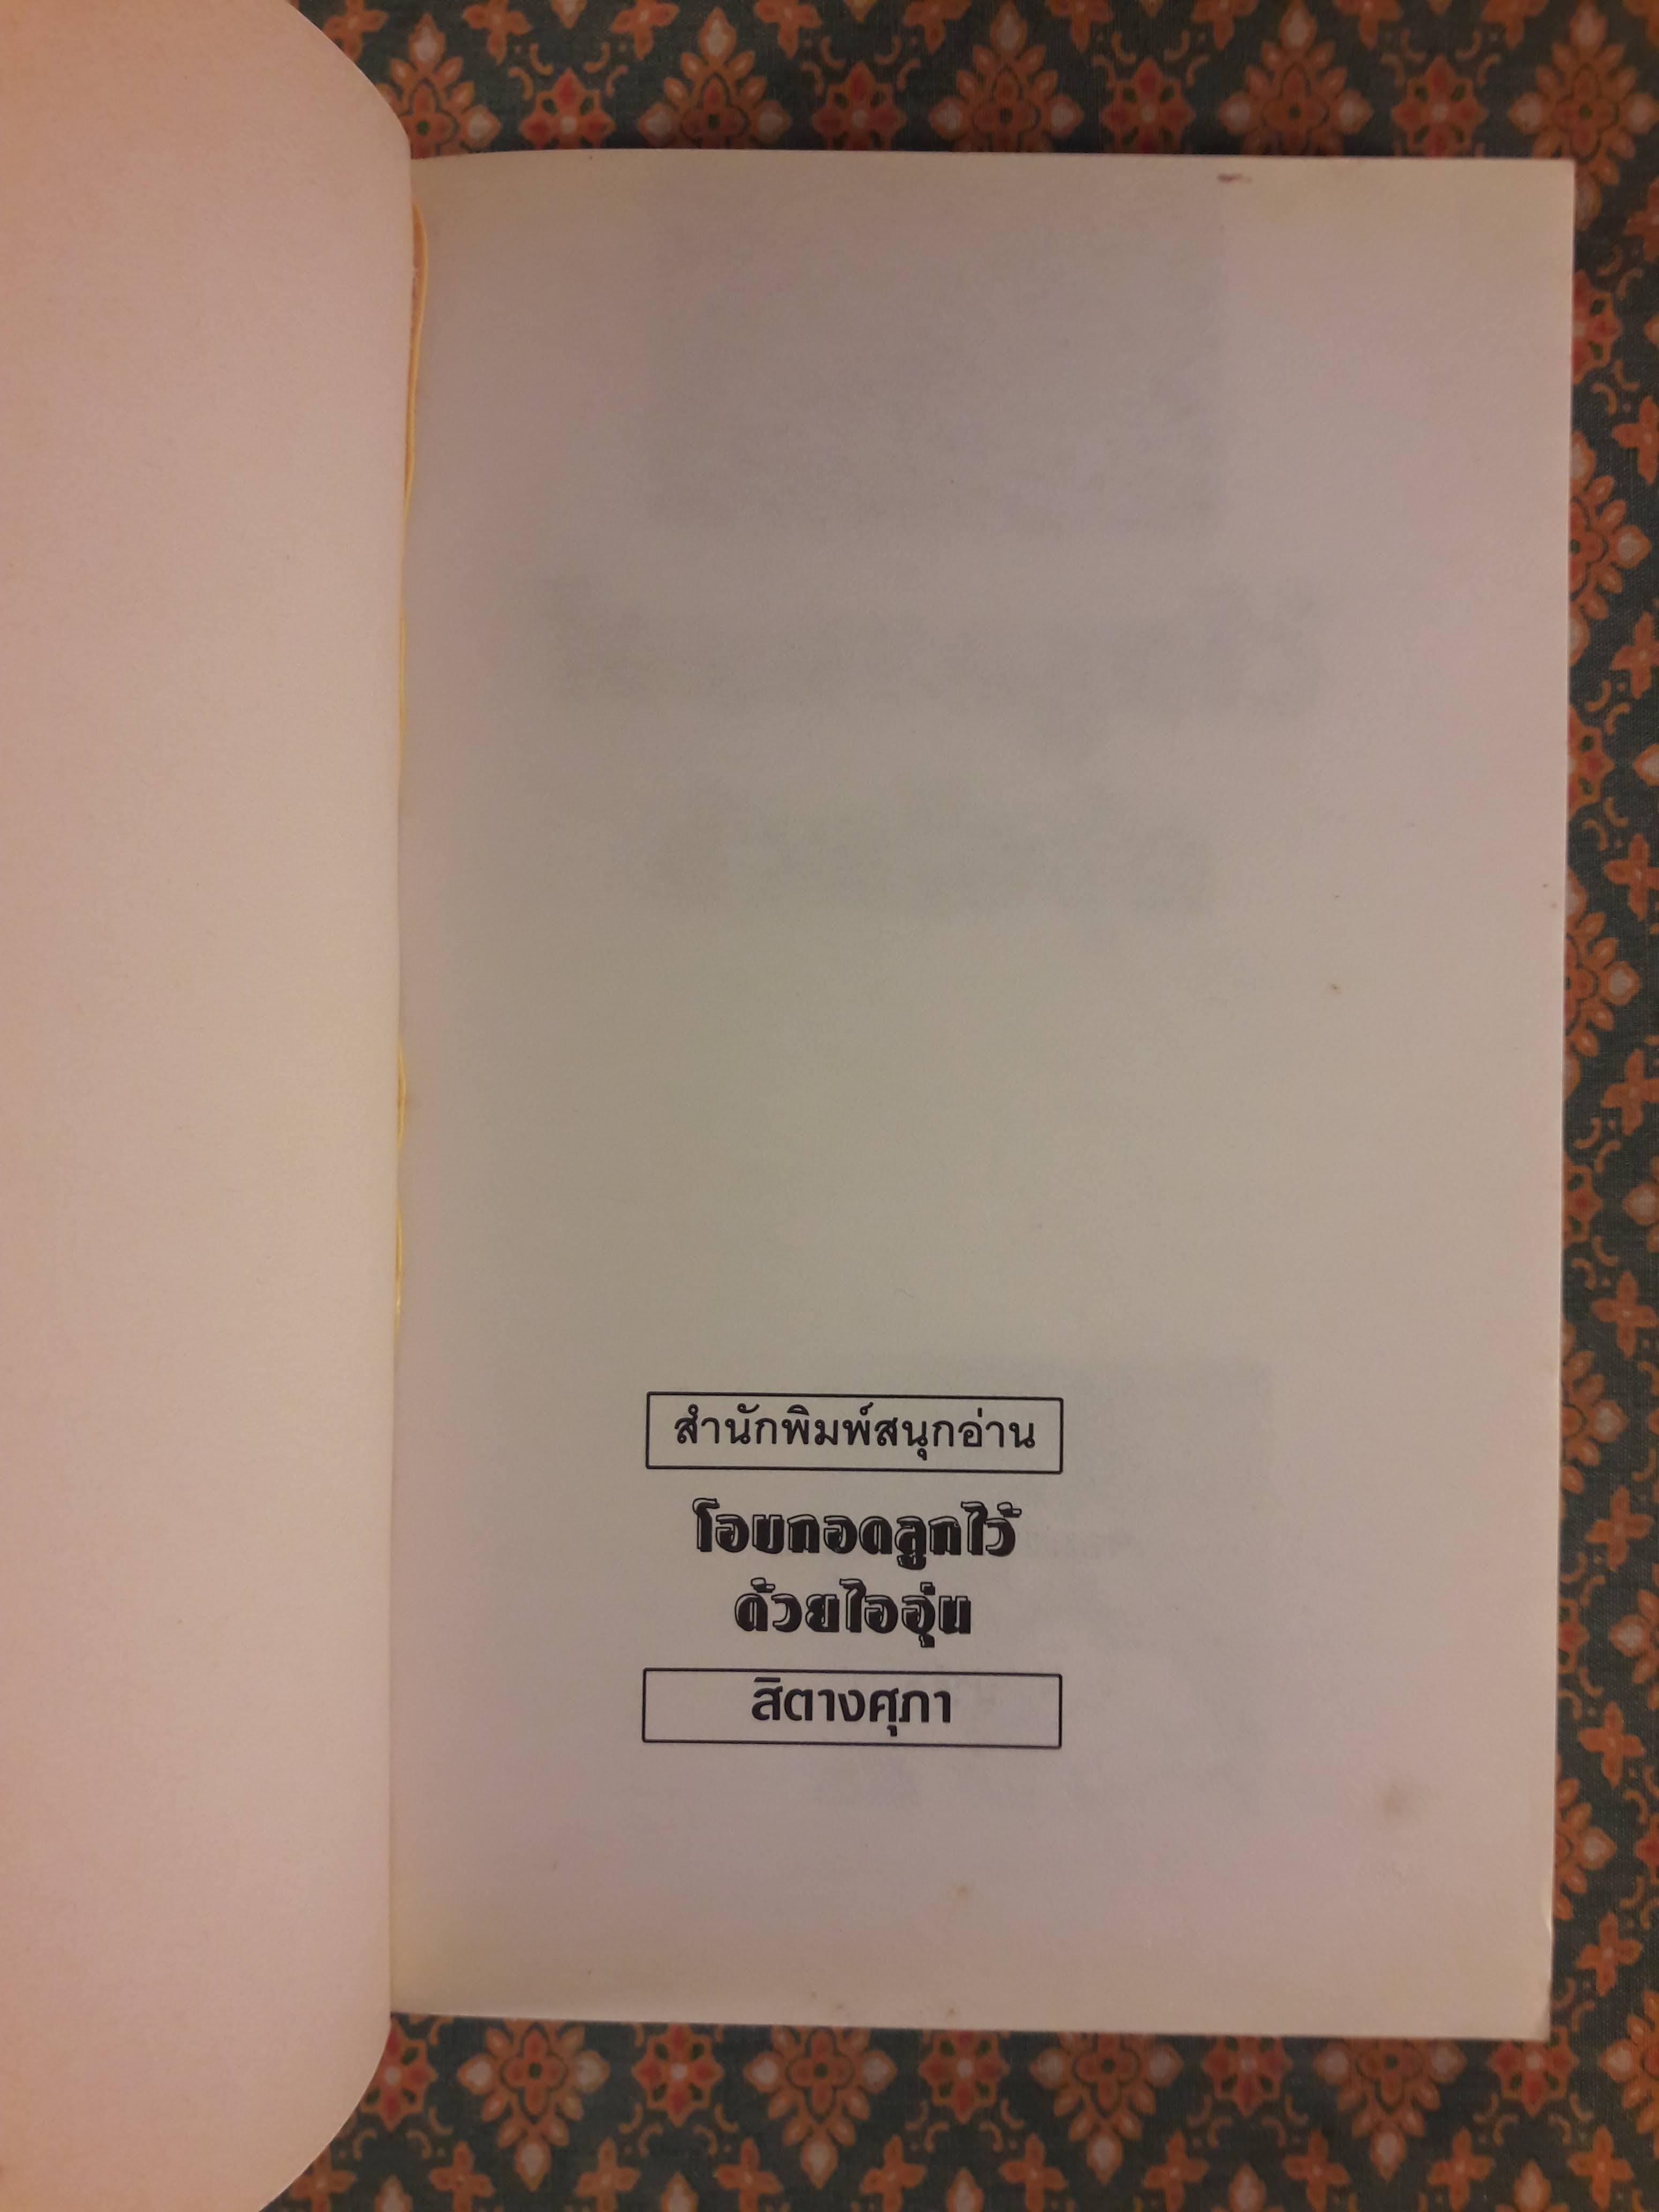 สำนักพิมพ์สนุกอ่าน
โอบกอดลูกไว้
ด้วยไออุ่น
สิตางศุภา